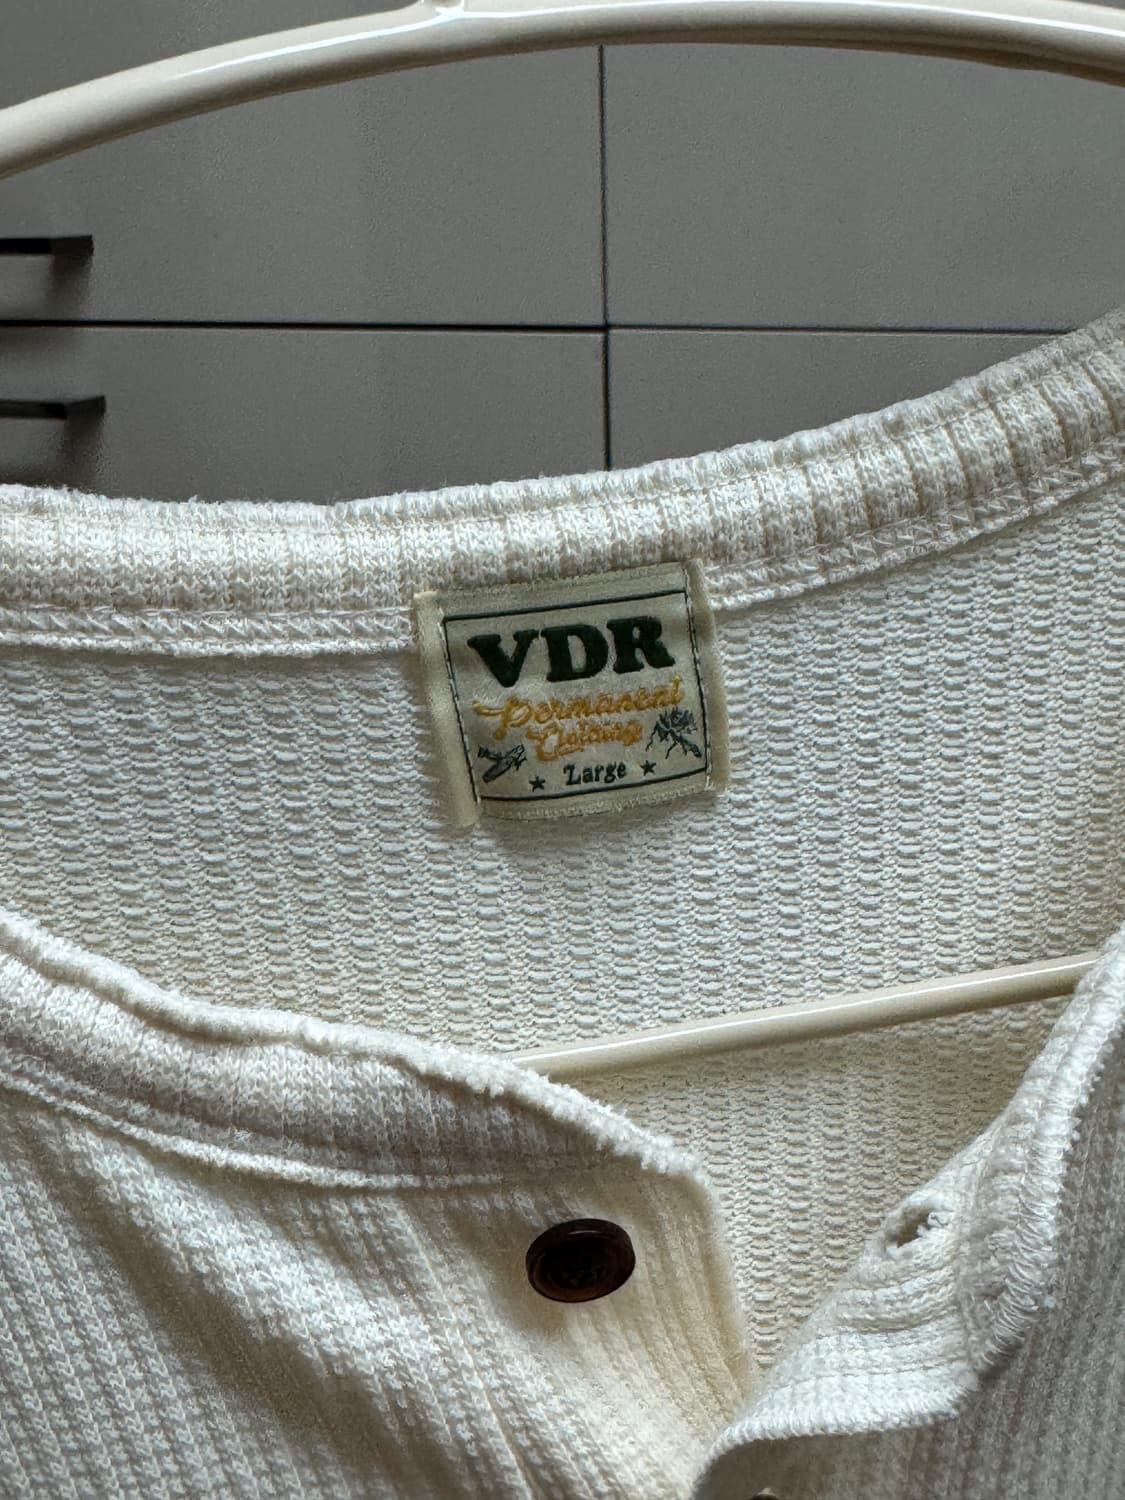 VDR
Permanent
Clothing
Large